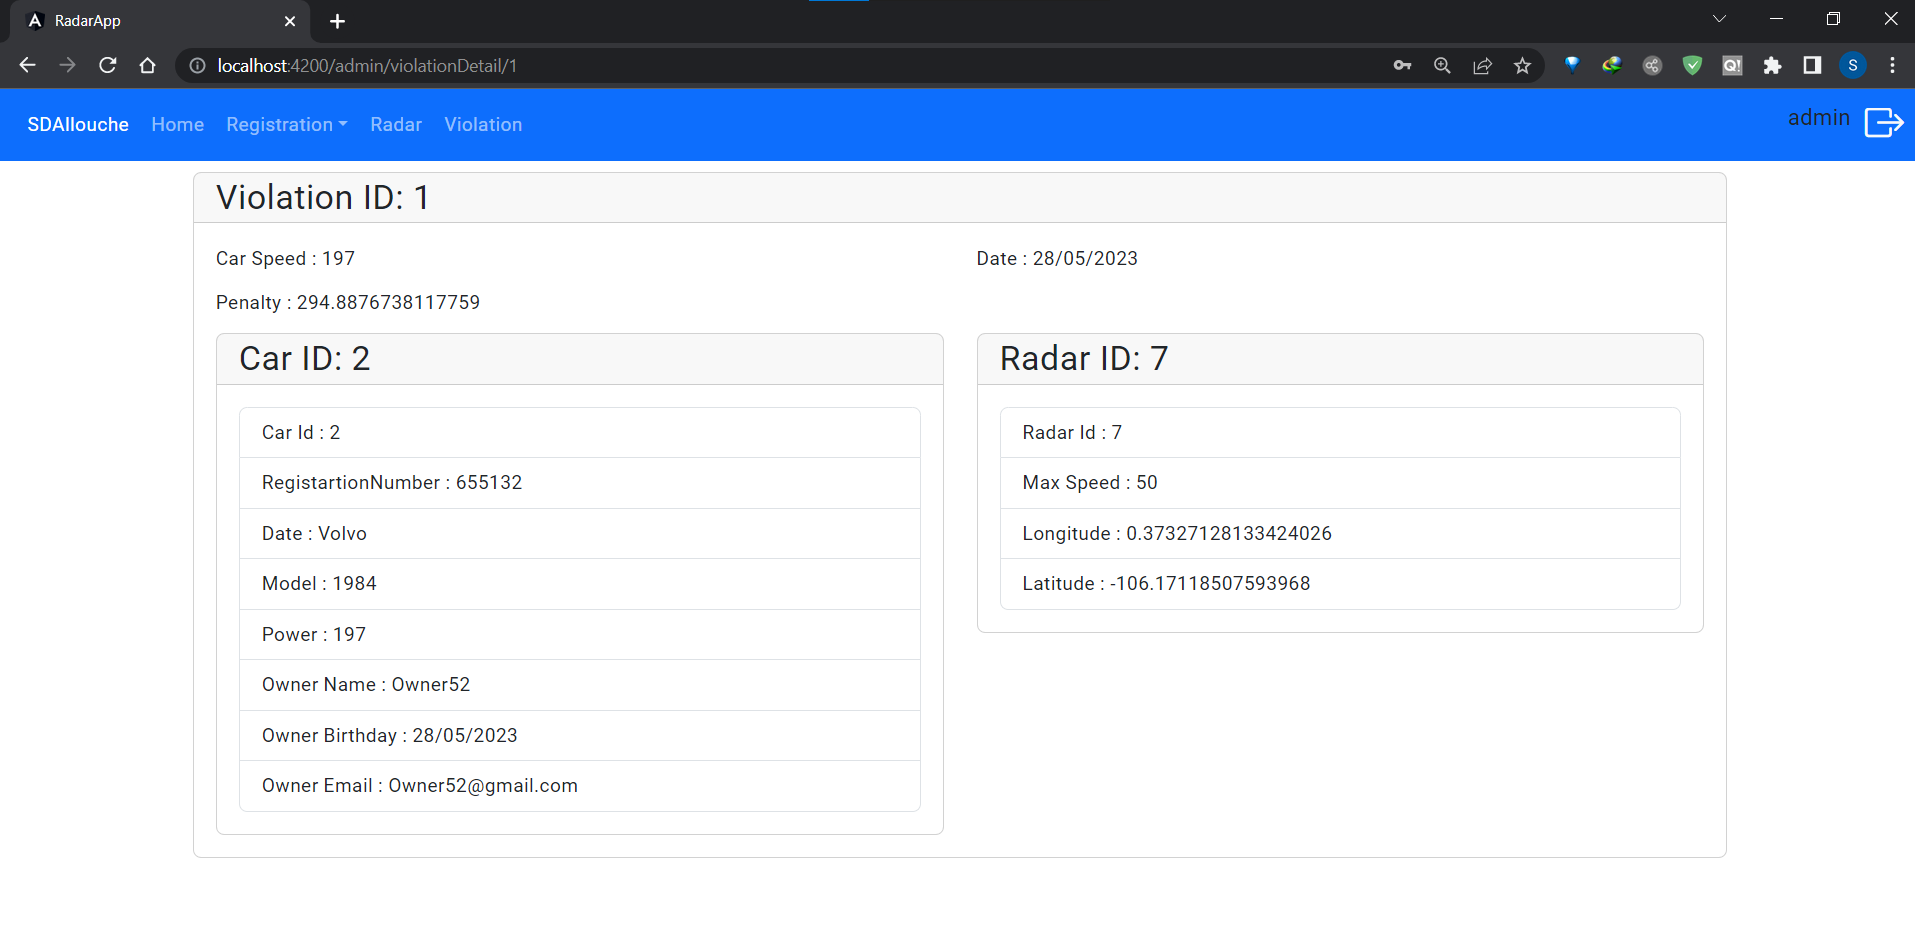 RadarApp
localhost:4200/admin/violationDetail/1
SDAllouche Home Registration Radar Violation admin
Violation ID: 1
Car Speed : 197
Date : 28/05/2023
Penalty : 294.8876738117759
Car ID: 2
Car Id : 2
RegistartionNumber : 655132
Date : Volvo
Model : 1984
Power : 197
Owner Name : Owner52
Owner Birthday : 28/05/2023
Owner Email : Owner52@gmail.com
Radar ID: 7
Radar Id : 7
Max Speed : 50
Longitude : 0.37327128133424026
Latitude : -106.17118507593968